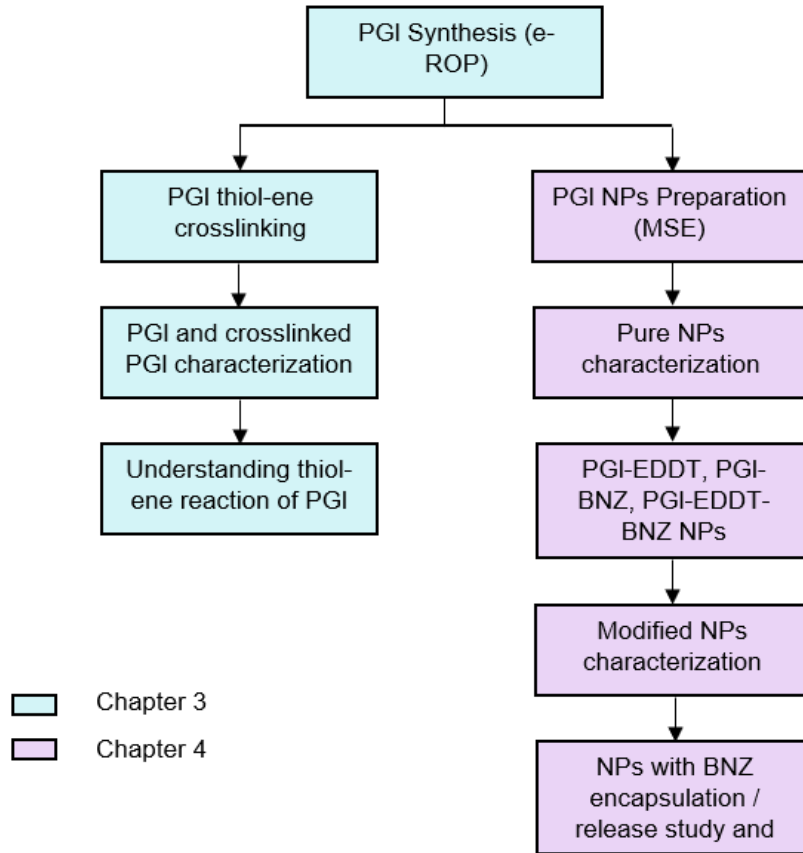 PGI Synthesis (e-
ROP)
PGI thiol-ene
crosslinking
PGI NPs Preparation
(MSE)
PGI and crosslinked
PGI characterization
Pure NPs
characterization
Understanding thiol-
ene reaction of PGI
PGI-EDDT, PGI-
BNZ, PGI-EDDT-
BNZ NPs
Modified NPs
characterization
Chapter 3
Chapter 4
NPs with BNZ
encapsulation /
release study and